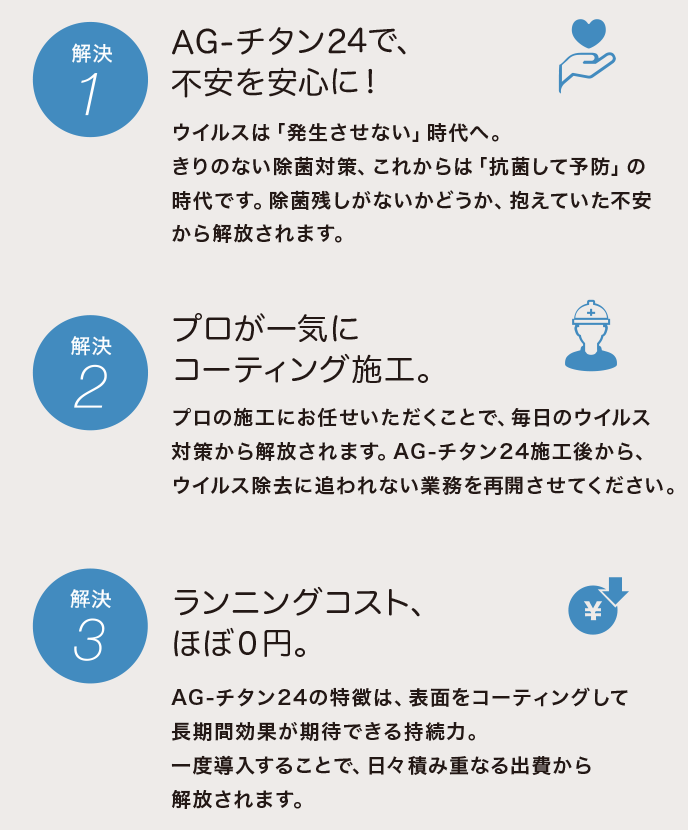 解決
1
AG-チタン24で、
不安を安心に！
ウイルスは「発生させない」時代へ。
きりのない除菌対策、これからは「抗菌して予防」の
時代です。除菌残しがないかどうか、抱えていた不安
から解放されます。
解決
2
プロが一気に
コーティング施工。
プロの施工にお任せいただくことで、毎日のウイルス
対策から解放されます。AG-チタン24施工後から、
ウイルス除去に追われない業務を再開させてください。
解決
3
ランニングコスト、
ほぼ0円。
¥
AG-チタン24の特徴は、表面をコーティングして
長期間効果が期待できる持続力。
一度導入することで、日々積み重なる出費から
解放されます。